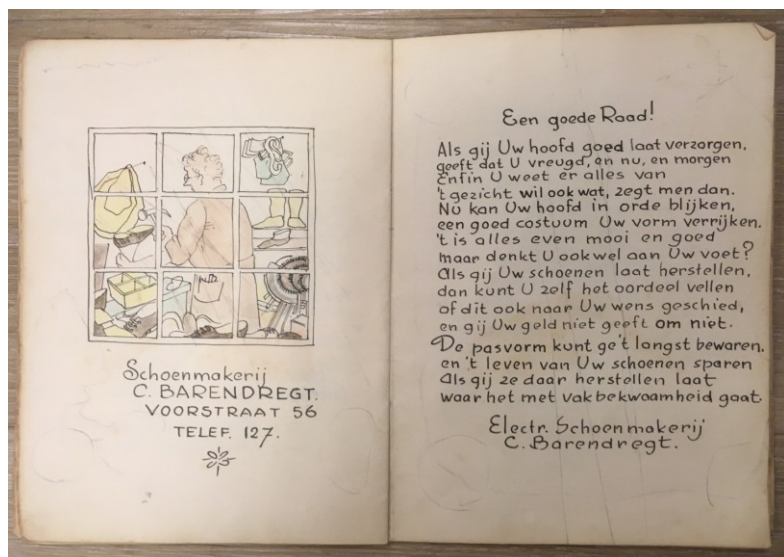 Schoenmakerij
C. BARENDREGT.
VOORSTRAAT 56
TELEF. 127.
Een goede Raad!
Als gij Uw hoofd goed laat verzorgen,
geeft dat U vreugd, en nu, en morgen
Enfin U weet er alles van
't gezicht wil ook wat, zegt men dan.
Nu kan Uw hoofd in orde blijken,
een goed costuum Uw vorm verrijken.
't is alles even mooi en goed
maar denkt U ook wel aan Uw voet?
Als gij Uw schoenen laat herstellen,
dan kunt U zelf het oordeel vellen
of dit ook naar Uw wens geschied,
en gij Uw geld niet geeft om niet.
De pasvorm kunt ge't langst bewaren.
en 't leven van Uw schoenen sparen
Als gij ze daar herstellen laat
waar het met vakbekwaamheid gaat.
Electr. Schoenmakerij
C. Barendregt.